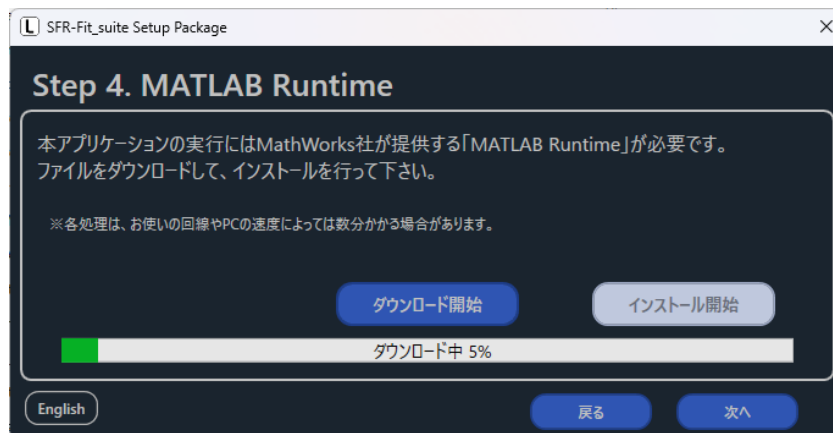 L SFR-Fit_suite Setup Package
Step 4. MATLAB Runtime
本アプリケーションの実行にはMathWorks社が提供する「MATLAB Runtime」が必要です。
ファイルをダウンロードして、インストールを行って下さい。
※各処理は、お使いの回線やPCの速度によっては数分かかる場合があります。
ダウンロード開始 インストール開始
ダウンロード中 5%
English 戻る 次へ